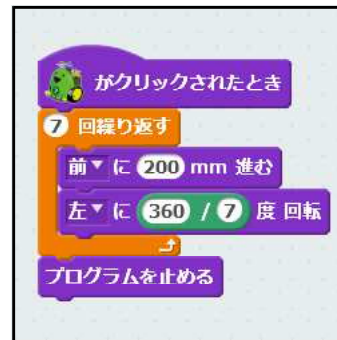 がクリックされたとき
7 回繰り返す
前▼ に 200 mm 進む
左▼ に 360 / 7 度 回転
プログラムを止める